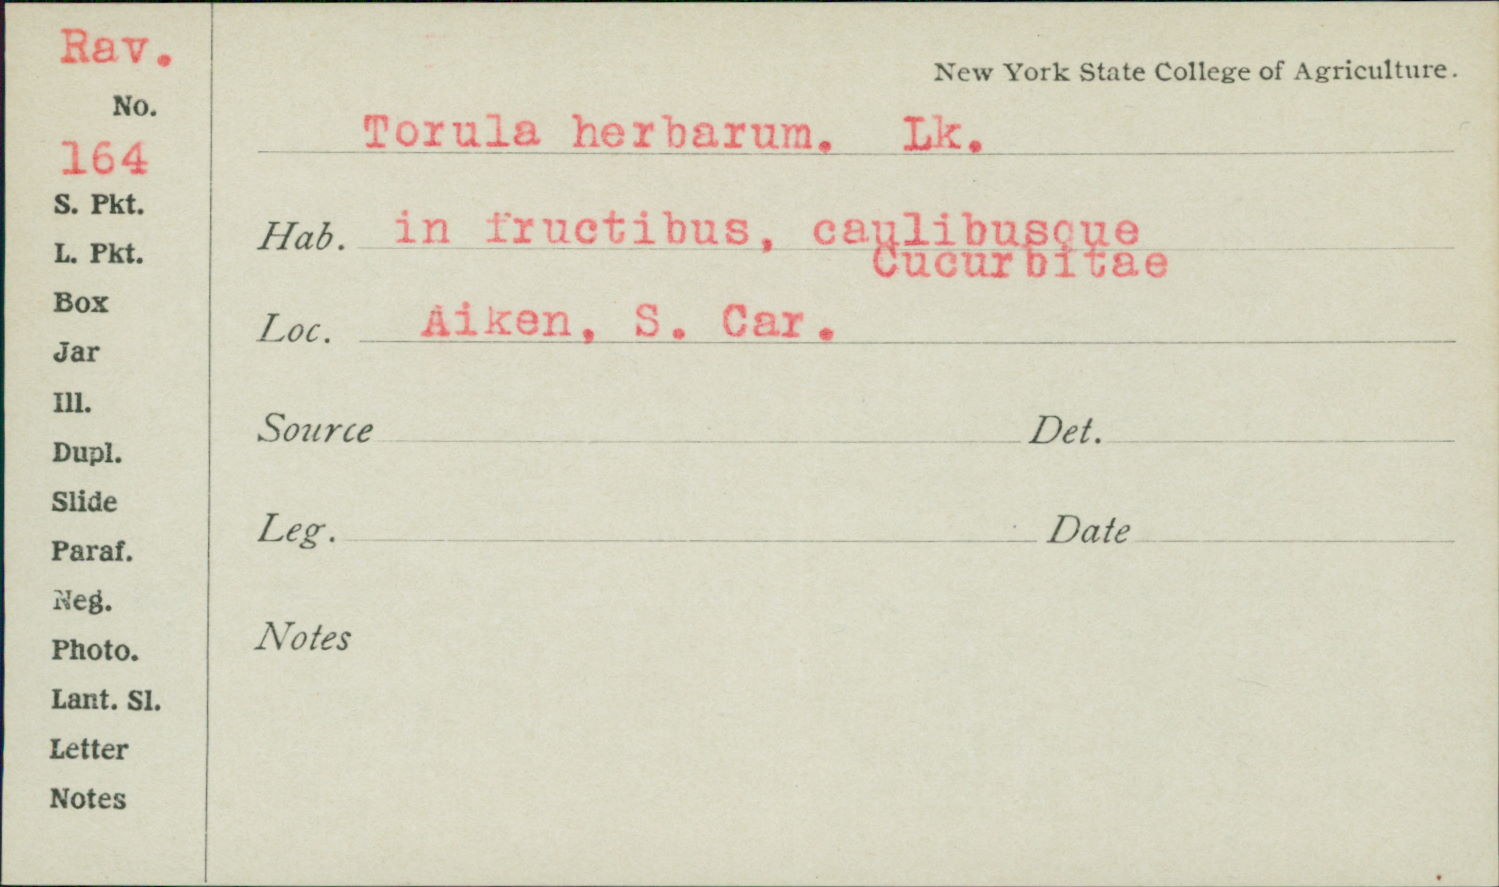 Rav.
No.
164
S. Pkt.
L. Pkt.
Box
Jar
Ill.
Dupl.
Slide
Paraf.
Neg.
Photo.
Lant. Sl.
Letter
Notes
New York State College of Agriculture.
Torula herbarum. Lk.
Hab. in fructibus, caulibusque
Cucurbitae
Loc. Aiken, S. Car.
Source Det.
Leg. Date
Notes